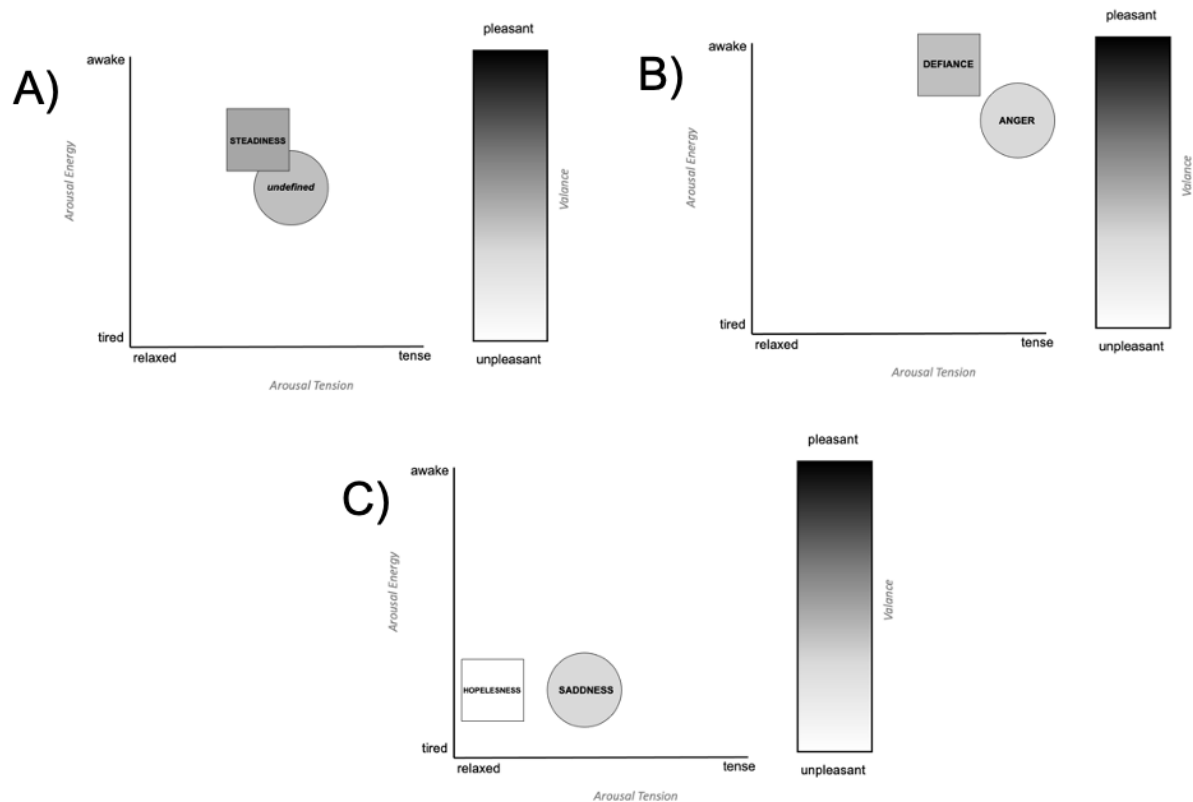 A)
pleasant
awake
STEADINESS
undefined
Arousal Energy
Valance
tired
relaxed
tense
unpleasant
Arousal Tension
B)
pleasant
awake
DEFIANCE
ANGER
Arousal Energy
Valance
tired
relaxed
tense
unpleasant
Arousal Tension
C)
pleasant
awake
Arousal Energy
Valance
HOPELESNESS
SADDNESS
tired
relaxed
tense
unpleasant
Arousal Tension